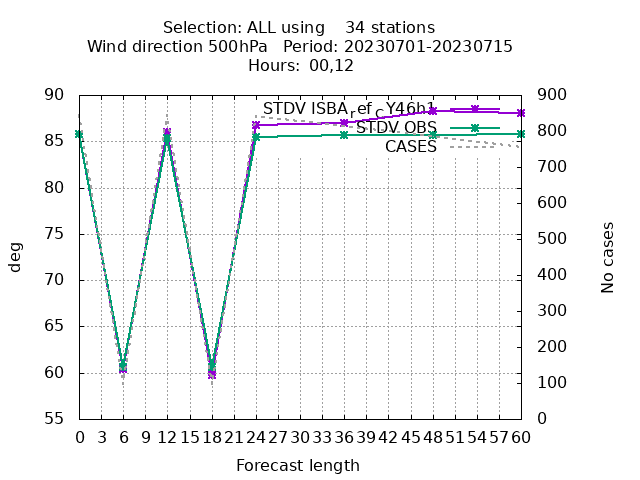 Selection: ALL using    34 stations
Wind direction 500hPa   Period: 20230701-20230715
Hours:  00,12
90 900
STDV ISBA_ref_CY46h1
85 800
STDV OBS
CASES
80 700
75 600
70 500
65 400
60 300
55 200
100
0
deg
No cases
0 3 6 9 12 15 18 21 24 27 30 33 36 39 42 45 48 51 54 57 60
Forecast length